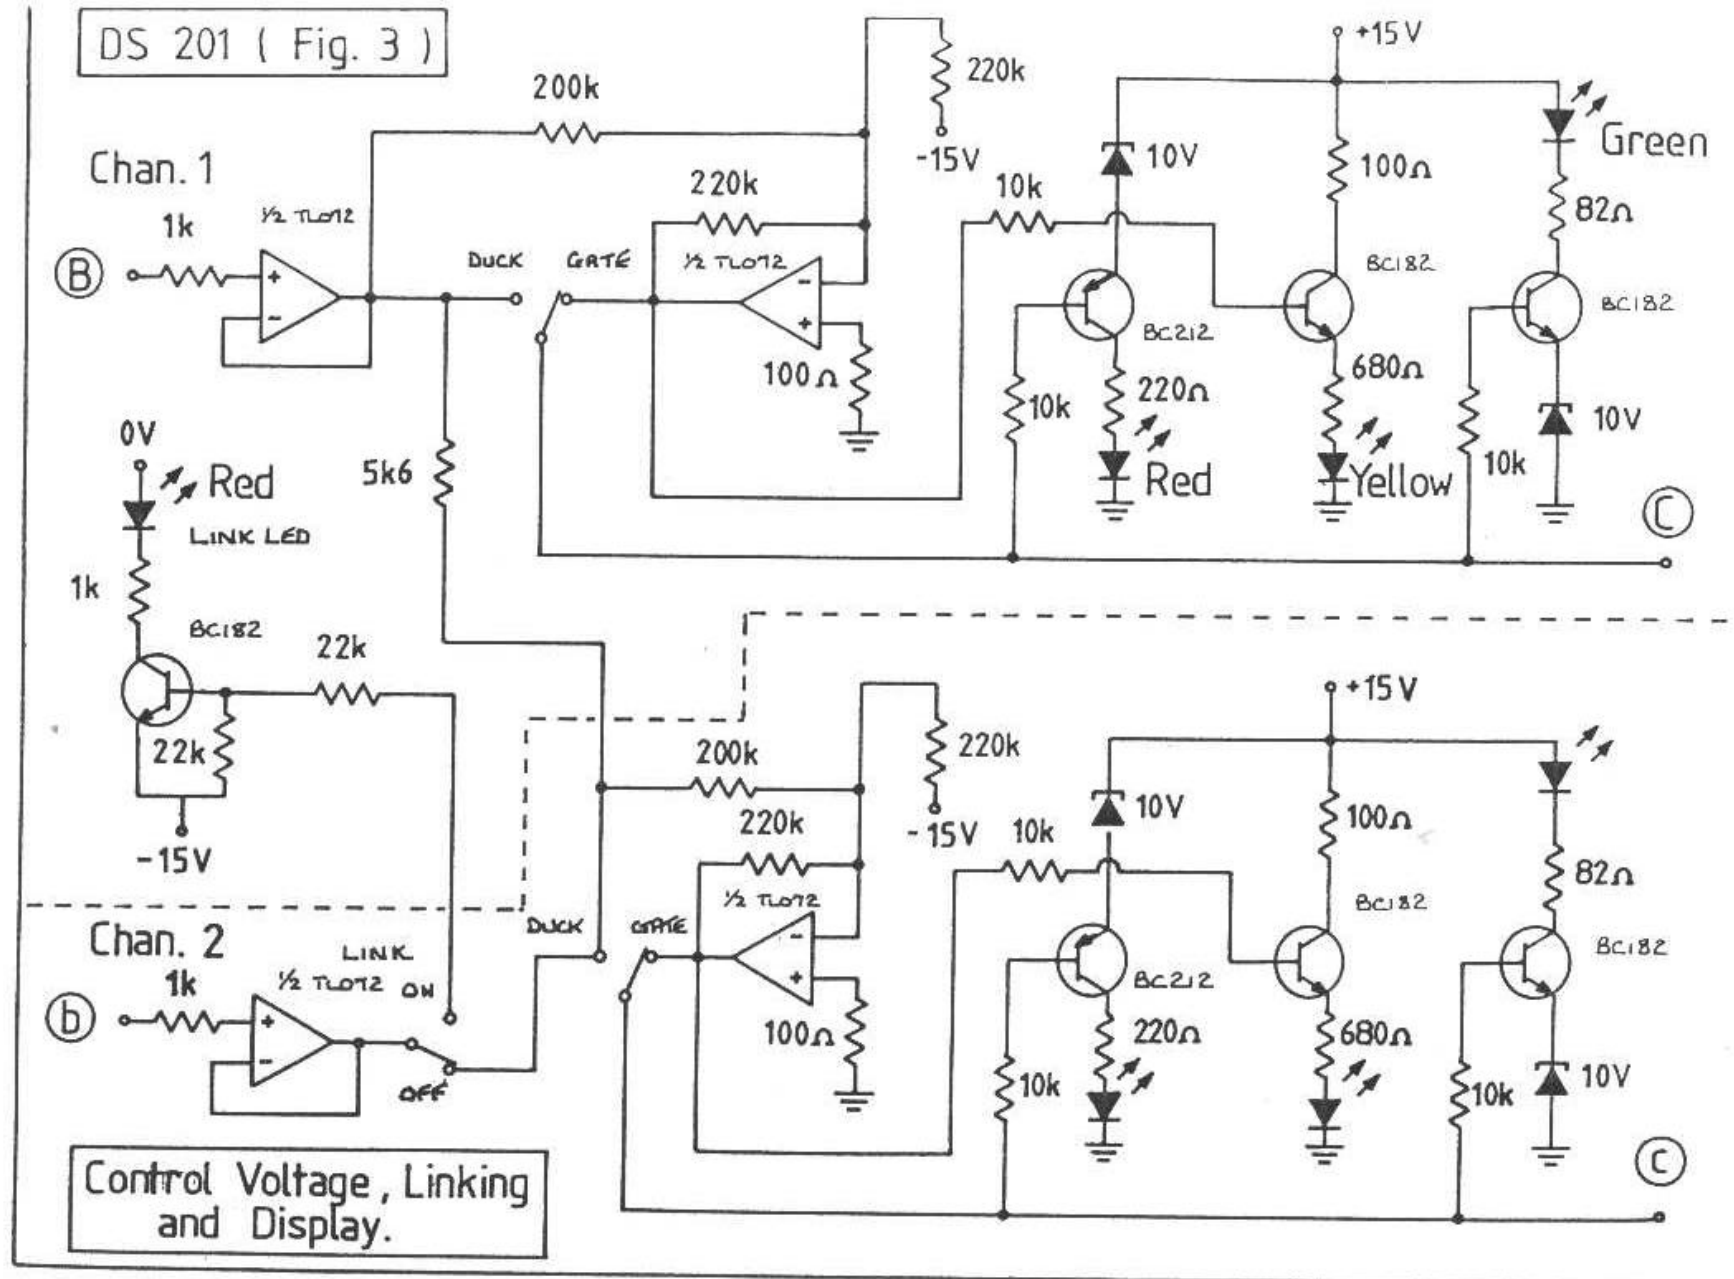 DS 201 ( Fig. 3 )
+15V
220k
200k
-15V
Green
10V
100Ω
Chan. 1
220k
10k
82Ω
1k
½ TL072
B
DUCK
GATE
½ TL072
BC182
BC182
BC212
100Ω
10k
220Ω
680Ω
10V
0V
5k6
Red
Red
Yellow
10k
C
LINK LED
1k
BC182
22k
22k
-15V
+15V
200k
220k
220k
-15V
10k
10V
100Ω
82Ω
½ TL072
BC182
BC182
Chan. 2
LINK
DUCK
GATE
1k
½ TL072
ON
BC212
b
100Ω
220Ω
680Ω
OFF
10k
10k
10V
C
Control Voltage, Linking
and Display.